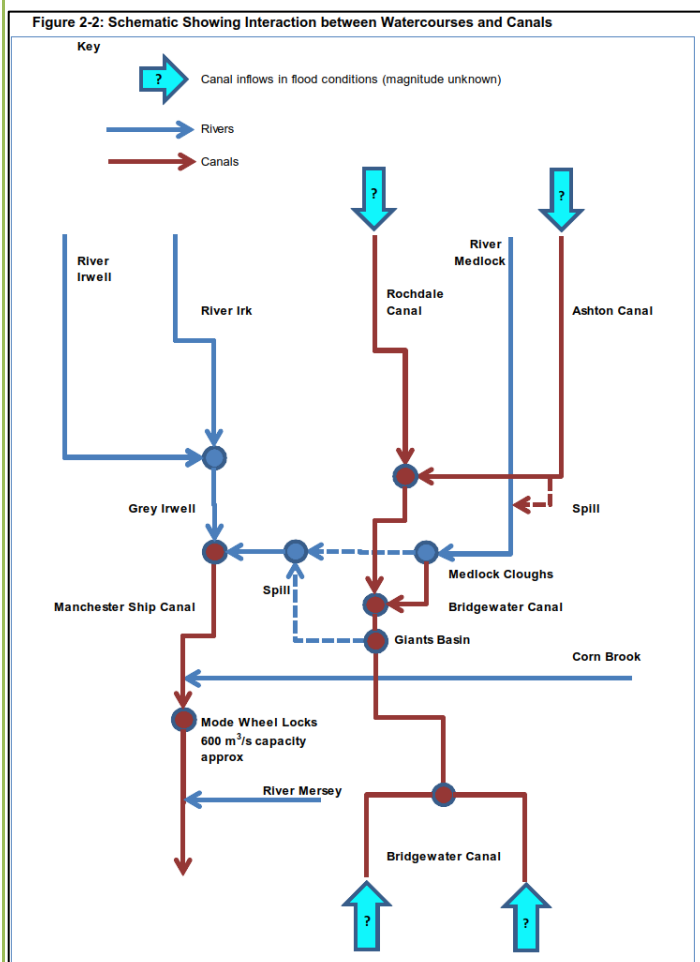 Figure 2-2: Schematic Showing Interaction between Watercourses and Canals
Key
?
Canal inflows in flood conditions (magnitude unknown)
Rivers
Canals
?
?
River
Irwell
River Irk
Rochdale
Canal
River
Medlock
Ashton Canal
Grey Irwell
Spill
Medlock Cloughs
Spill
Manchester Ship Canal
Bridgewater Canal
Giants Basin
Corn Brook
Mode Wheel Locks
600 m³/s capacity
approx
River Mersey
Bridgewater Canal
?
?